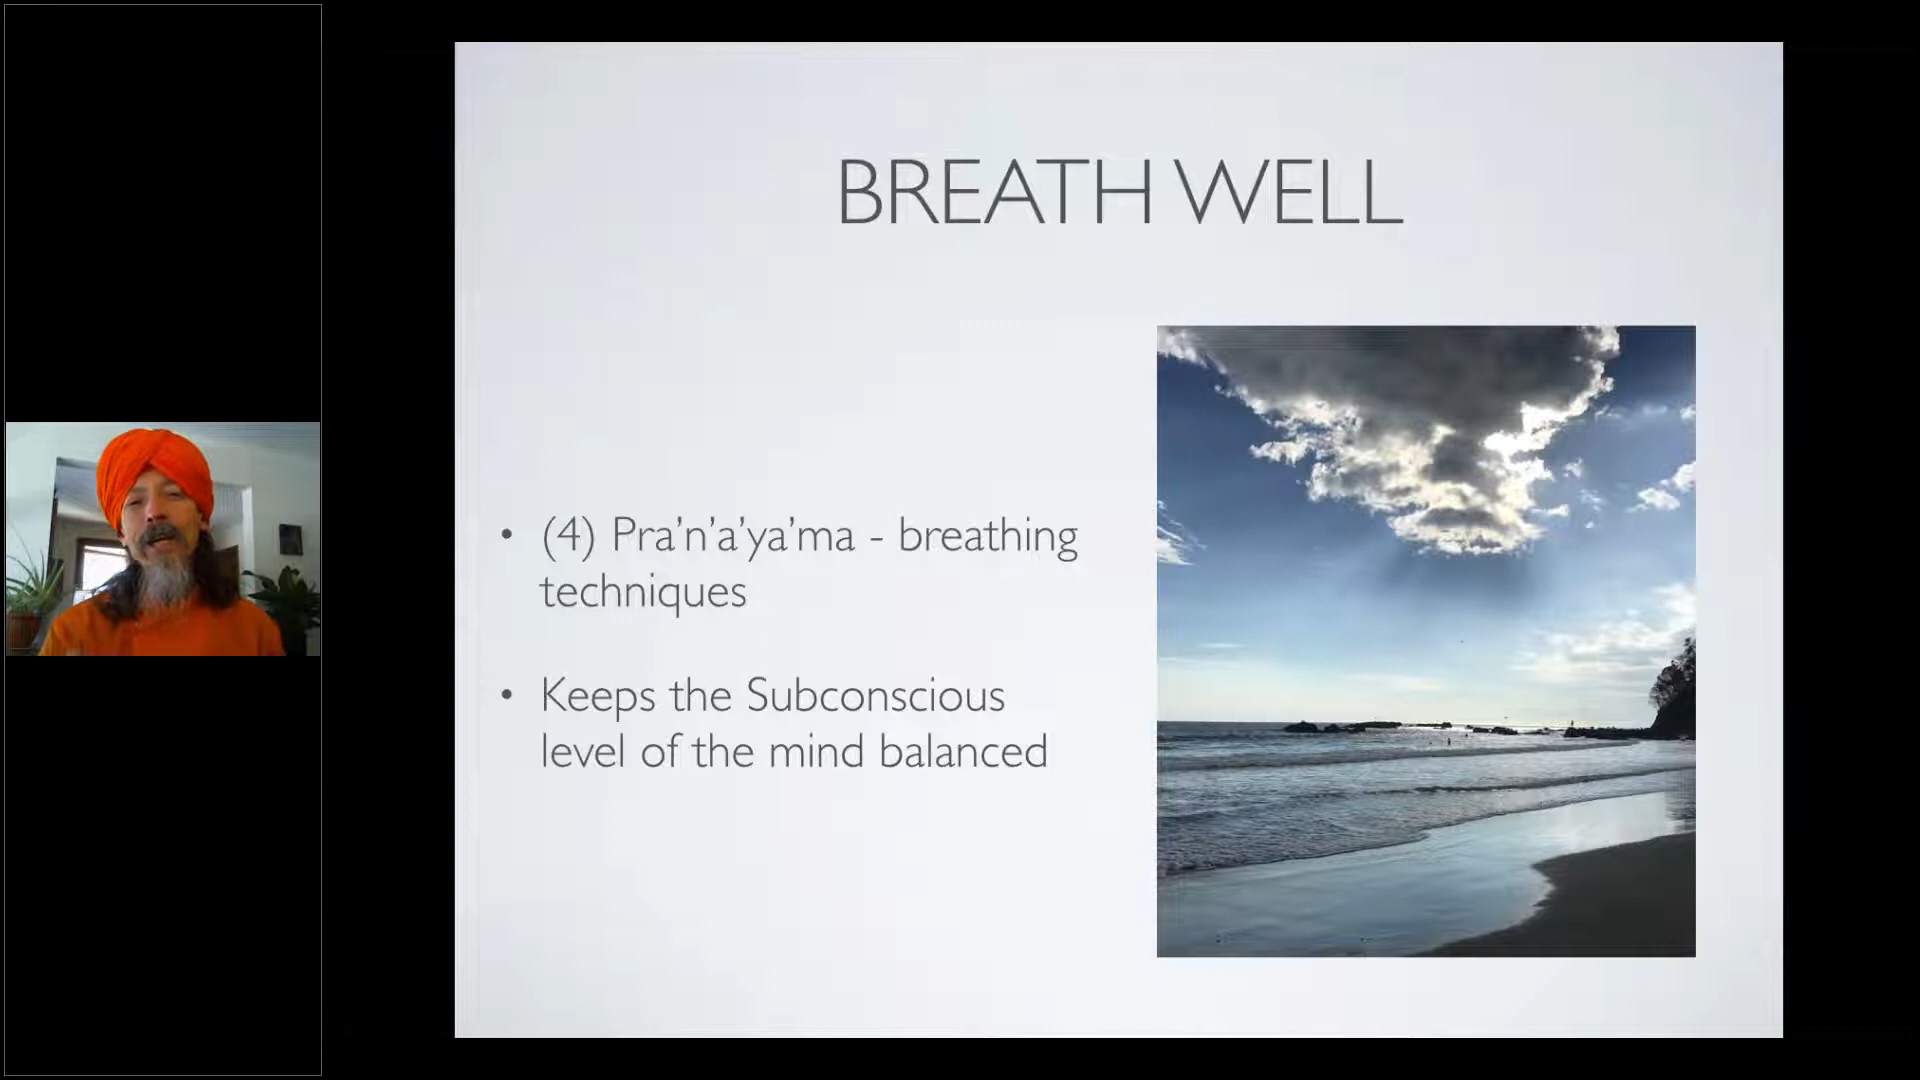 BREATH WELL
• (4) Pra’n’a’ya’ma - breathing
techniques
• Keeps the Subconscious
level of the mind balanced